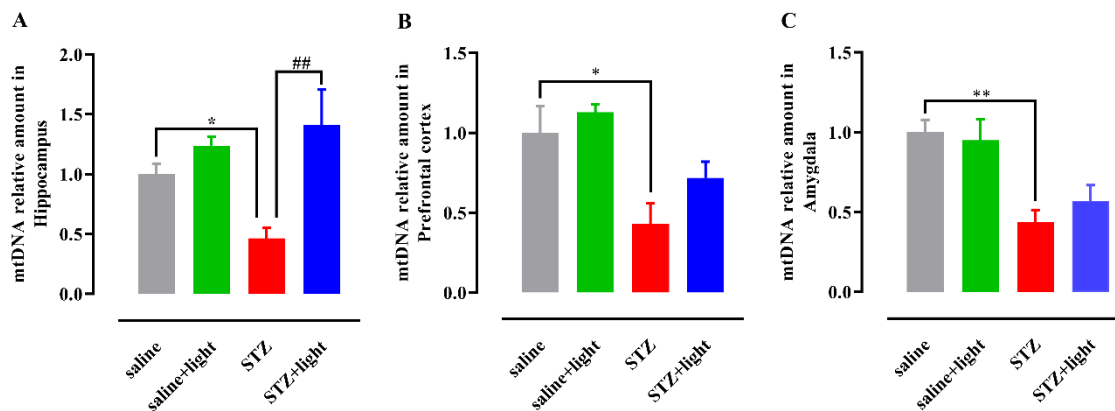 A
mtDNA relative amount in
Hippocampus
2.0
1.5
1.0
0.5
0.0
*
##
saline
saline+light
STZ
STZ+light
B
mtDNA relative amount in
Prefrontal cortex
1.5
1.0
0.5
0.0
*
saline
saline+light
STZ
STZ+light
C
mtDNA relative amount in
Amygdala
1.5
1.0
0.5
0.0
**
saline
saline+light
STZ
STZ+light